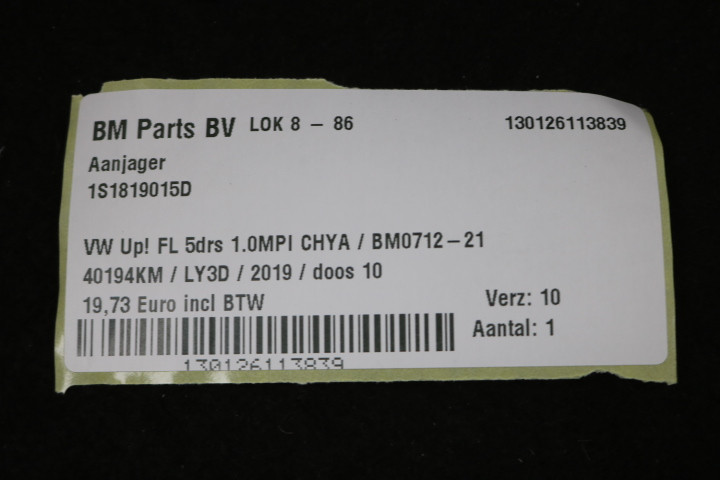 BM Parts BV LOK 8 - 86 130126113839
Aanjager
1S1819015D
VW Up! FL 5drs 1.0MPI CHYA / BM0712-21
40194KM / LY3D / 2019 / doos 10
19,73 Euro incl BTW Verz: 10
Aantal: 1
130126113839